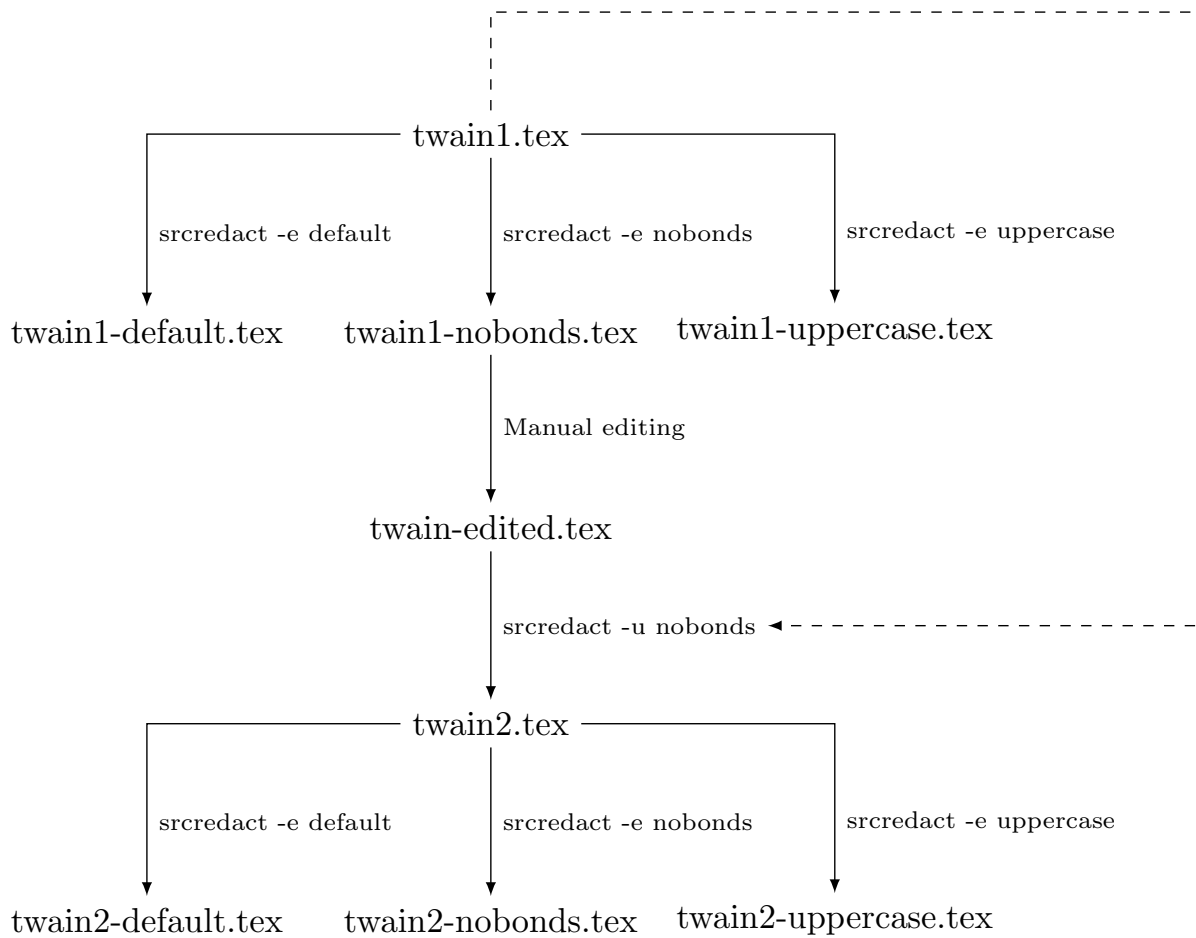 twain1.tex
srcredact -e default
srcredact -e nobonds
srcredact -e uppercase
twain1-default.tex
twain1-nobonds.tex
twain1-uppercase.tex
Manual editing
twain-edited.tex
srcredact -u nobonds
twain2.tex
srcredact -e default
srcredact -e nobonds
srcredact -e uppercase
twain2-default.tex
twain2-nobonds.tex
twain2-uppercase.tex